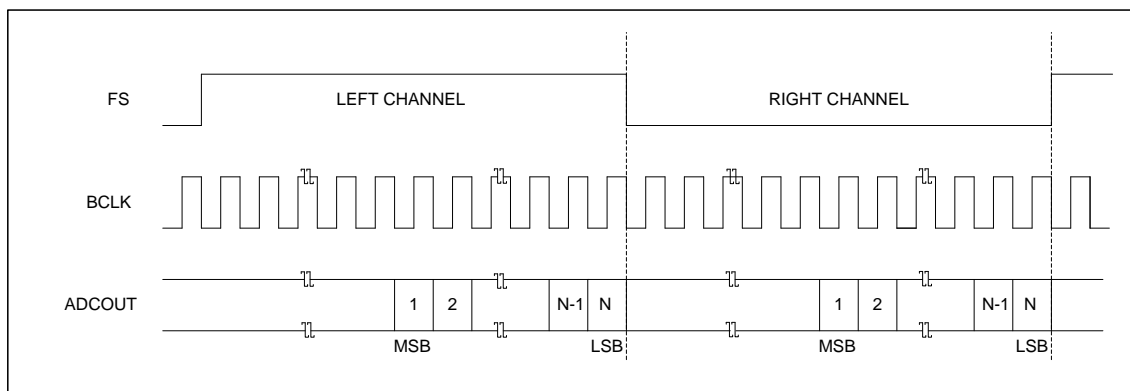 FS
LEFT CHANNEL
RIGHT CHANNEL
BCLK
ADCOUT
1 2 N-1 N 1 2 N-1 N
MSB LSB MSB LSB